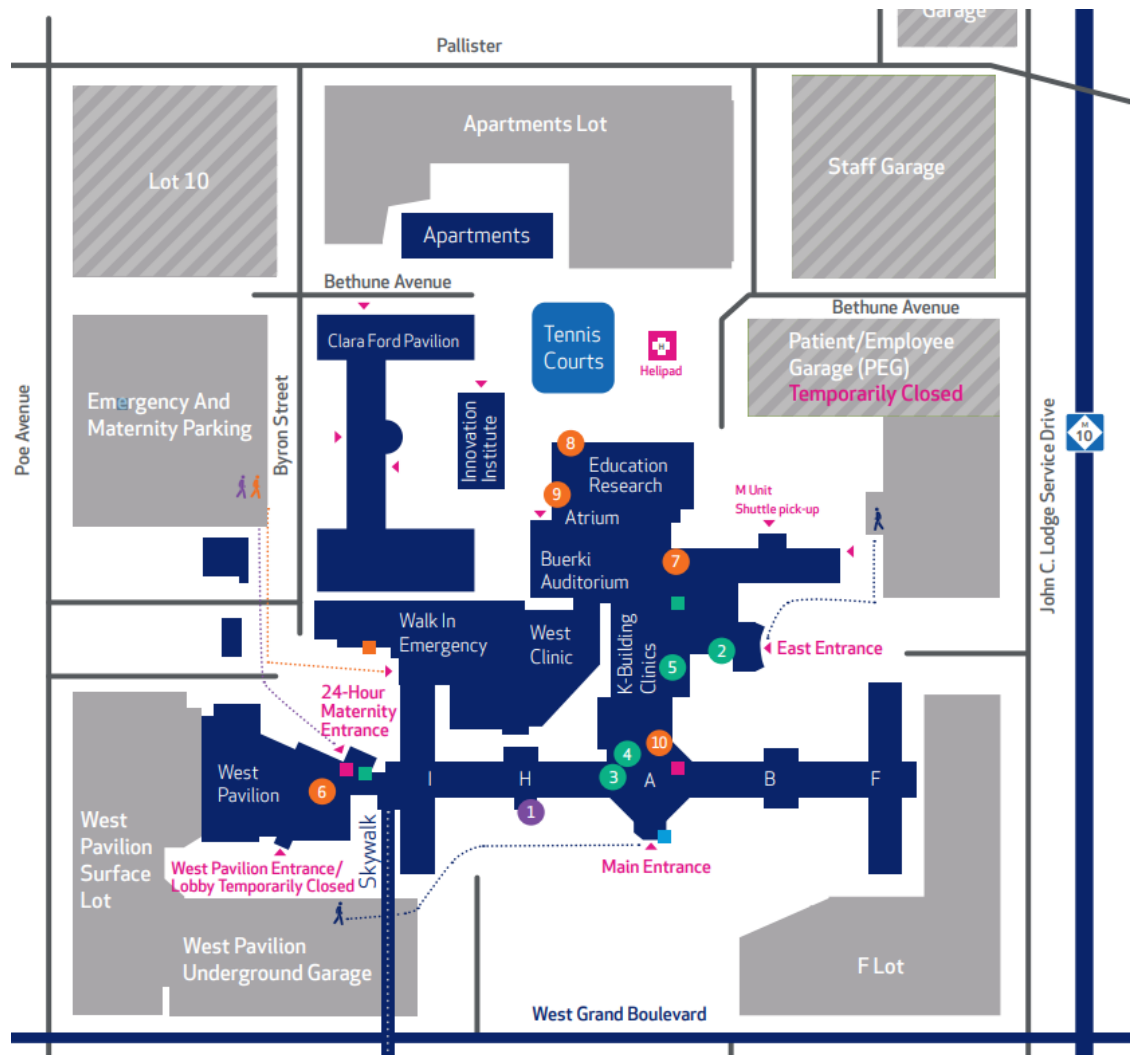 Garage
Pallister
Apartments Lot
Lot 10
Staff Garage
Apartments
Bethune Avenue
Bethune Avenue
Clara Ford Pavilion
Tennis
Courts
H
Helipad
Patient/Employee
Garage (PEG)
Temporarily Closed
Poe Avenue
Emergency And
Maternity Parking
Byron Street
Innovation
Institute
John C. Lodge Service Drive
M
10
8
Education
Research
9
Atrium
M Unit
Shuttle pick-up
Buerki
Auditorium
7
Walk In
Emergency
West
Clinic
K-Building
Clinics
2
East Entrance
5
24-Hour
Maternity
Entrance
10
4
West
Pavilion
6
I
H
3
A
B
F
1
West
Pavilion
Surface
Lot
Skywalk
West Pavilion Entrance/
Lobby Temporarily Closed
Main Entrance
West Pavilion
Underground Garage
F Lot
West Grand Boulevard